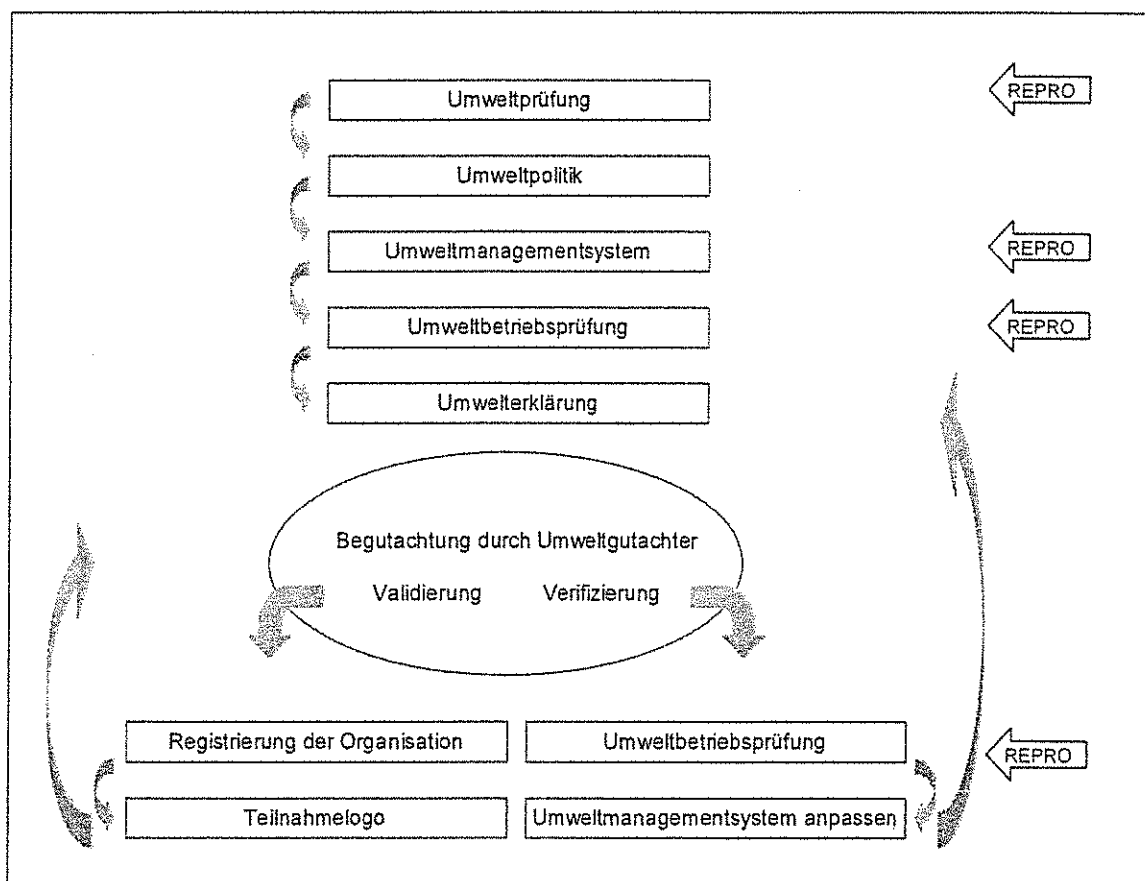 Umweltprüfung
REPRO
Umweltpolitik
Umweltmanagementsystem
REPRO
Umweltbetriebsprüfung
REPRO
Umwelterklärung
Begutachtung durch Umweltgutachter
Validierung Verifizierung
Registrierung der Organisation
Umweltbetriebsprüfung
REPRO
Teilnahmelogo
Umweltmanagementsystem anpassen